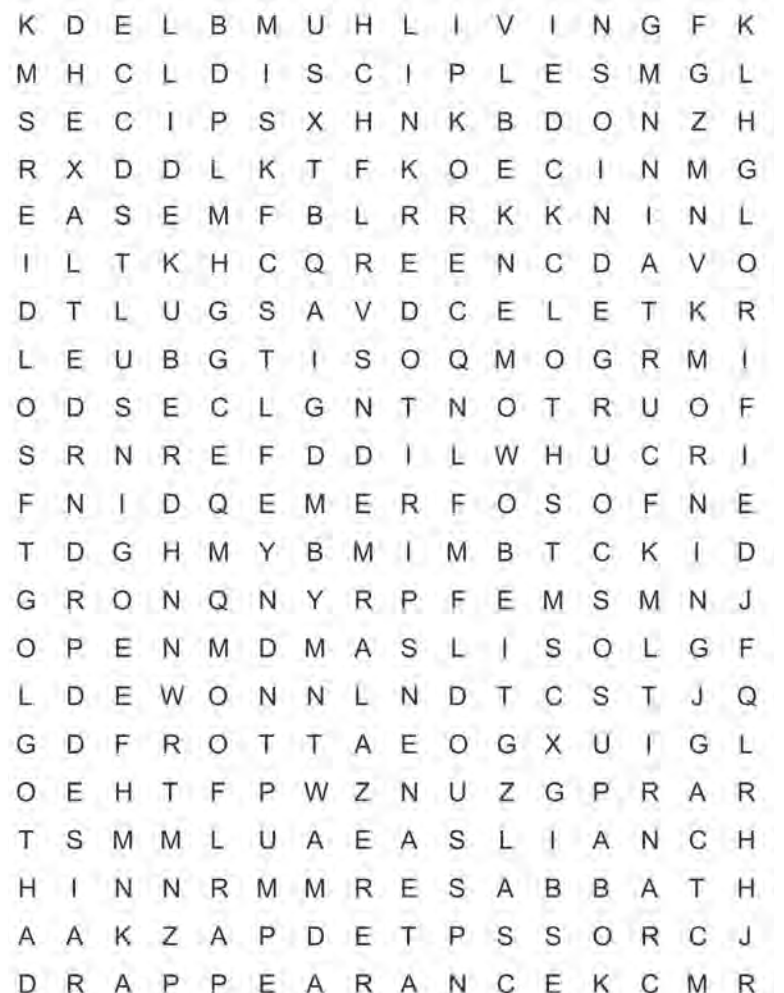 K D E L B M U H L I V I N G F K
M H C L D I S C I P L E S M G L
S E C I P S X H N K B D O N Z H
R X D D L K T F K O E C I N M G
E A S E M F B L R R K K N I N L
I L T K H C Q R E E N C D A V O
D T L U G S A V D C E L E T K R
L E U B G T I S O Q M O G R M I
O D S E C L G N T N O T R U O F
S R N R E F D D I L W H U C R I
F N I D Q E M E R F O S O F N E
T D G H M Y B M I M B T C K I D
G R O N Q N Y R P F E M S M N J
O P E N M D M A S L I S O L G F
L D E W O N N L N D T C S T J Q
G D F R O T T A E O G X U I G L
O E H T F P W Z N U Z G P R A R
T S M M L U A E A S L I A N C H
H I N N R M M R E S A B B A T H
A A K Z A P D E T P S S O R C J
D R A P P E A R A N C E K C M R